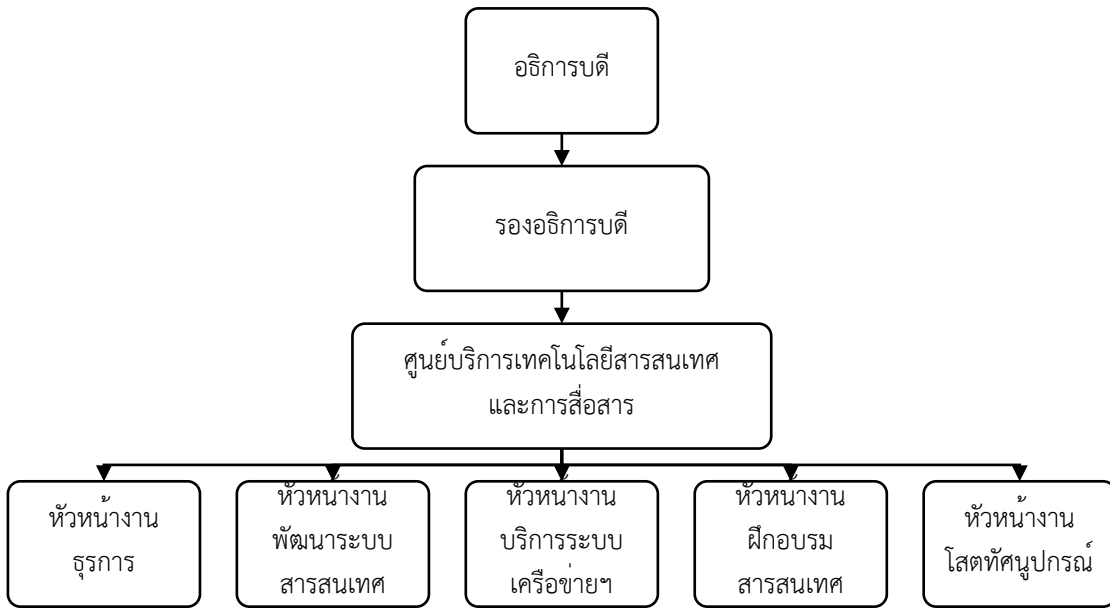 อธิการบดี
รองอธิการบดี
ศูนย์บริการเทคโนโลยีสารสนเทศ
และการสื่อสาร
หัวหน้างาน
ธุรการ
หัวหน้างาน
พัฒนาระบบ
สารสนเทศ
หัวหน้างาน
บริการระบบ
เครือข่ายฯ
หัวหน้างาน
ฝึกอบรม
สารสนเทศ
หัวหน้างาน
โสตทัศนูปกรณ์